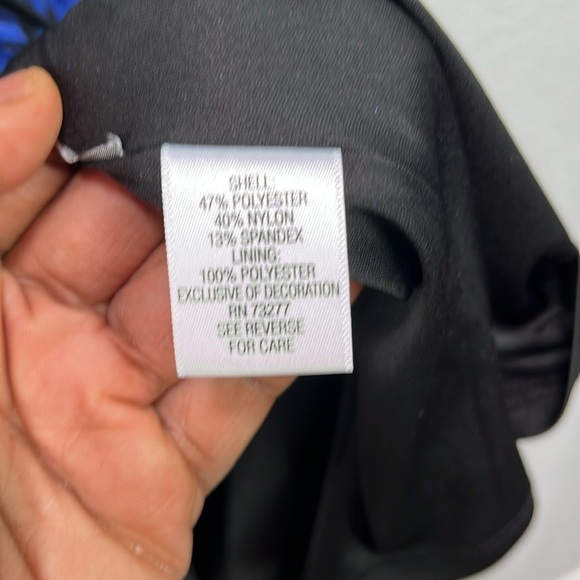 SHELL:
47% POLYESTER
40% NYLON
13% SPANDEX
LINING:
100% POLYESTER
EXCLUSIVE OF DECORATION
RN 73277
SEE REVERSE
FOR CARE